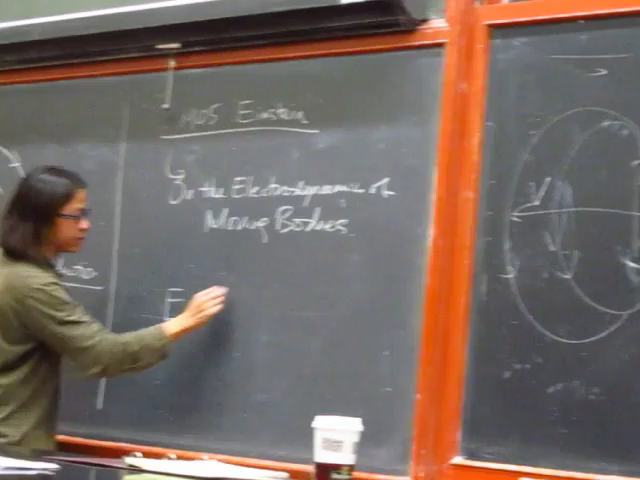 1905 Einstein
On the Electrodynamics of
Moving Bodies
E